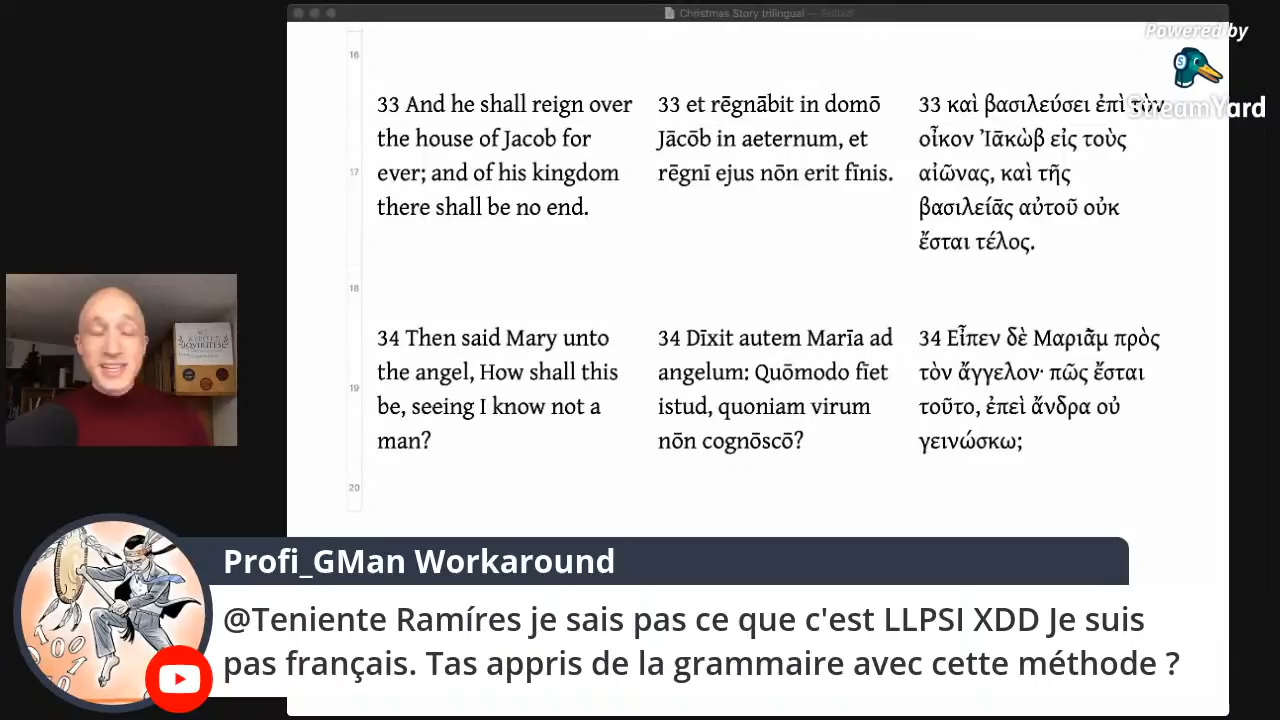 Christmas Story trilingual — Edited
Powered by
StreamYard
16
33 And he shall reign over
the house of Jacob for
ever; and of his kingdom
there shall be no end.
33 et rēgnābit in domō
Jācōb in aeternum, et
rēgnī ejus nōn erit fīnis.
33 καὶ βασιλεύσει ἐπὶ τὸν
οἶκον Ἰᾱκὼβ εἰς τοὺς
αἰῶνας, καὶ τῆς
βασιλείᾱς αὐτοῦ οὐκ
ἔσται τέλος.
17
18
34 Then said Mary unto
the angel, How shall this
be, seeing I know not a
man?
34 Dīxit autem Marīa ad
angelum: Quōmodo fīet
istud, quoniam virum
nōn cognōscō?
34 Εἶπεν δὲ Μαριὰ̄μ πρὸς
τὸν ἄγγελον· πῶς ἔσται
τοῦτο, ἐπεὶ ἄνδρα οὐ
γεινώσκω;
19
20
Profi_GMan Workaround
@Teniente Ramíres je sais pas ce que c'est LLPSI XDD Je suis
pas français. Tas appris de la grammaire avec cette méthode ?